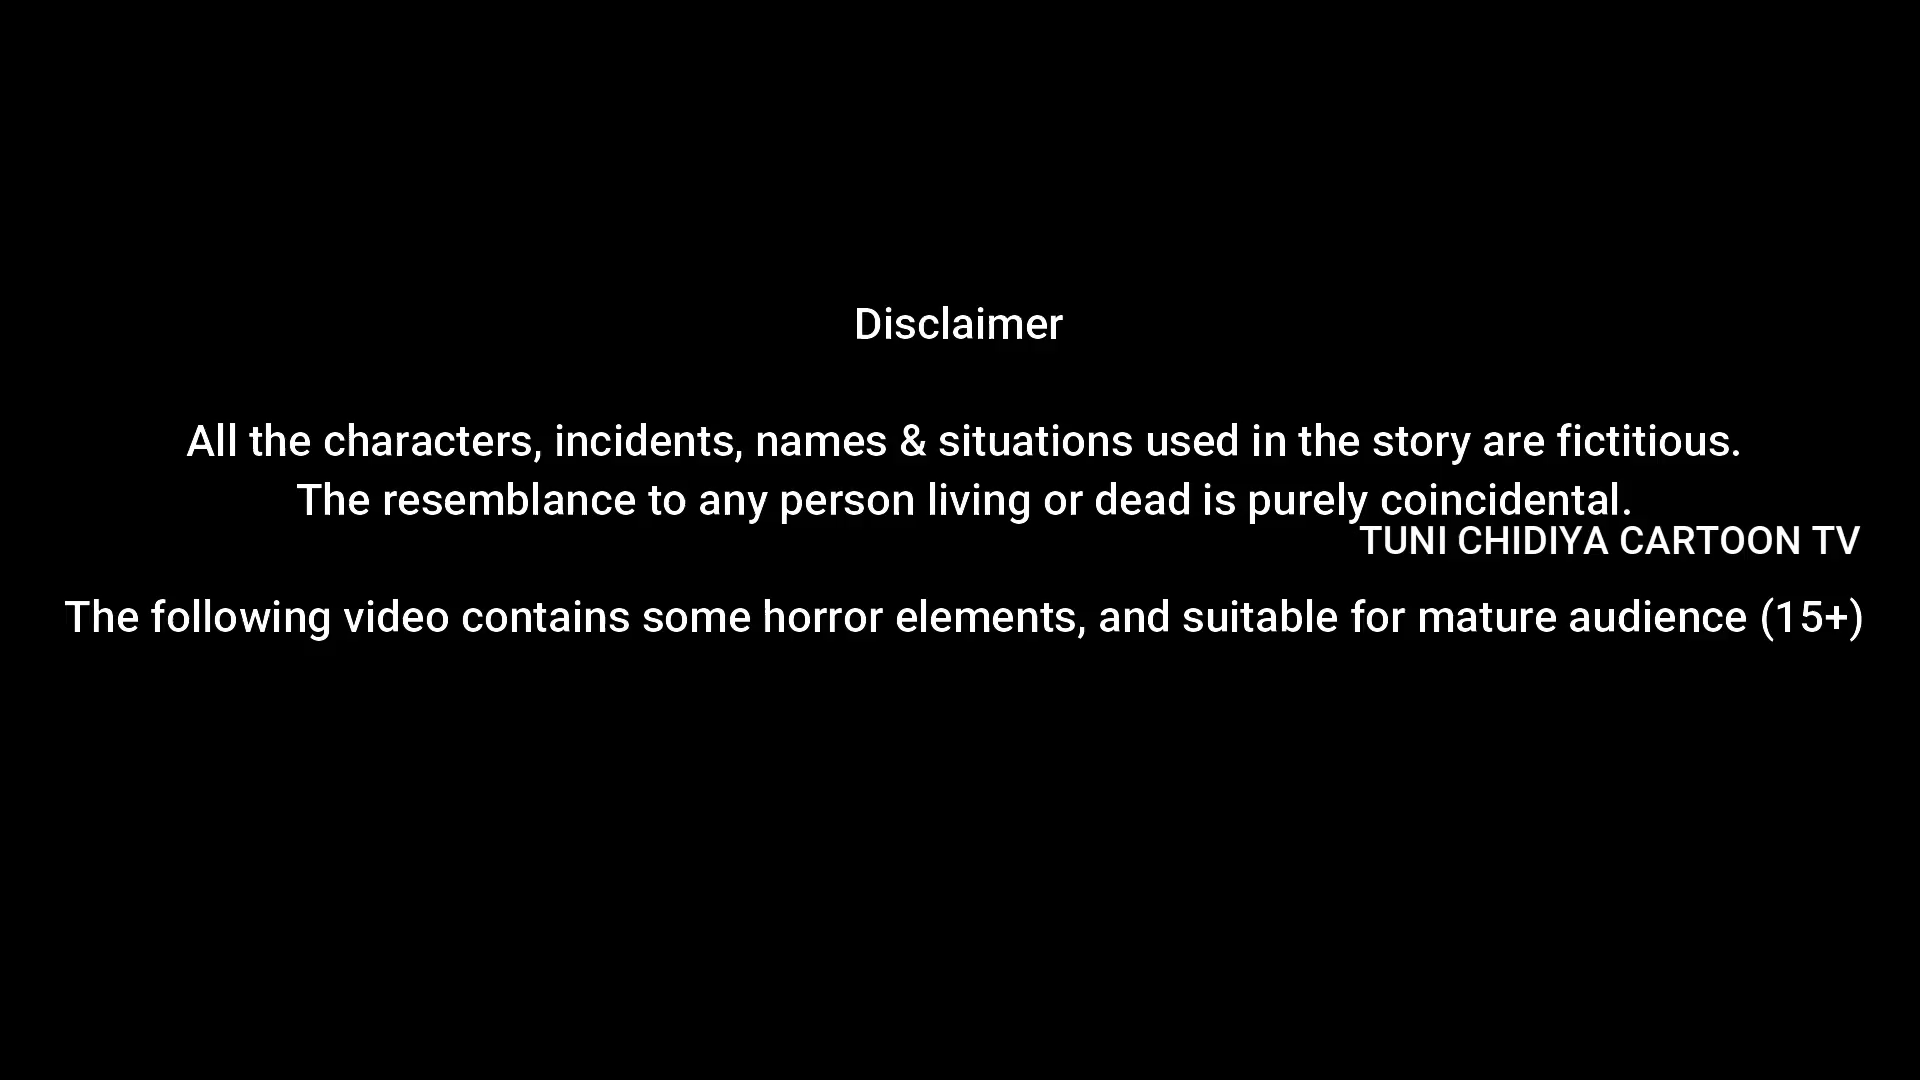 Disclaimer
All the characters, incidents, names & situations used in the story are fictitious.
The resemblance to any person living or dead is purely coincidental.
TUNI CHIDIYA CARTOON TV
The following video contains some horror elements, and suitable for mature audience (15+)